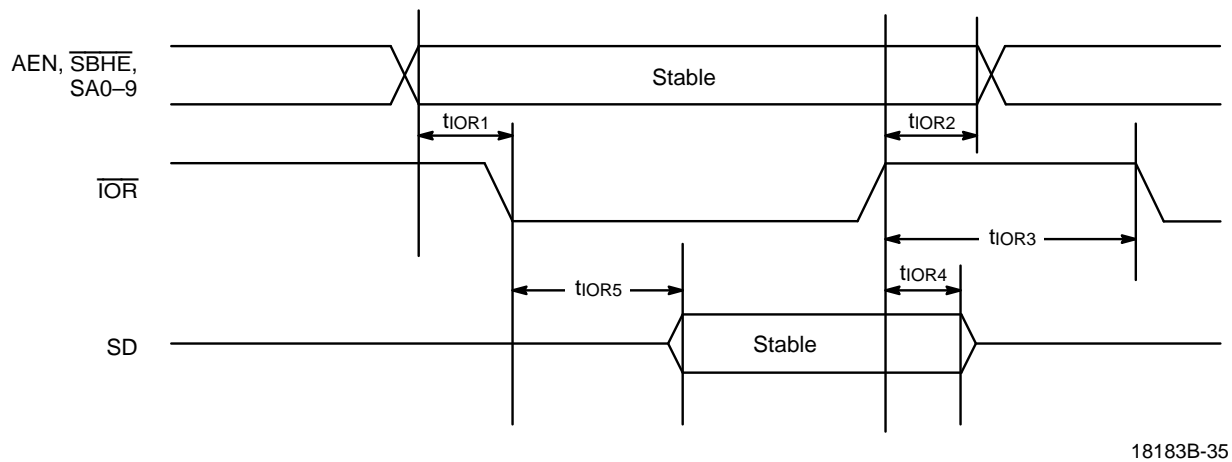 AEN, SBHE,
SA0–9
Stable
tIOR1
tIOR2
IOR
tIOR3
tIOR4
tIOR5
SD
Stable
18183B-35